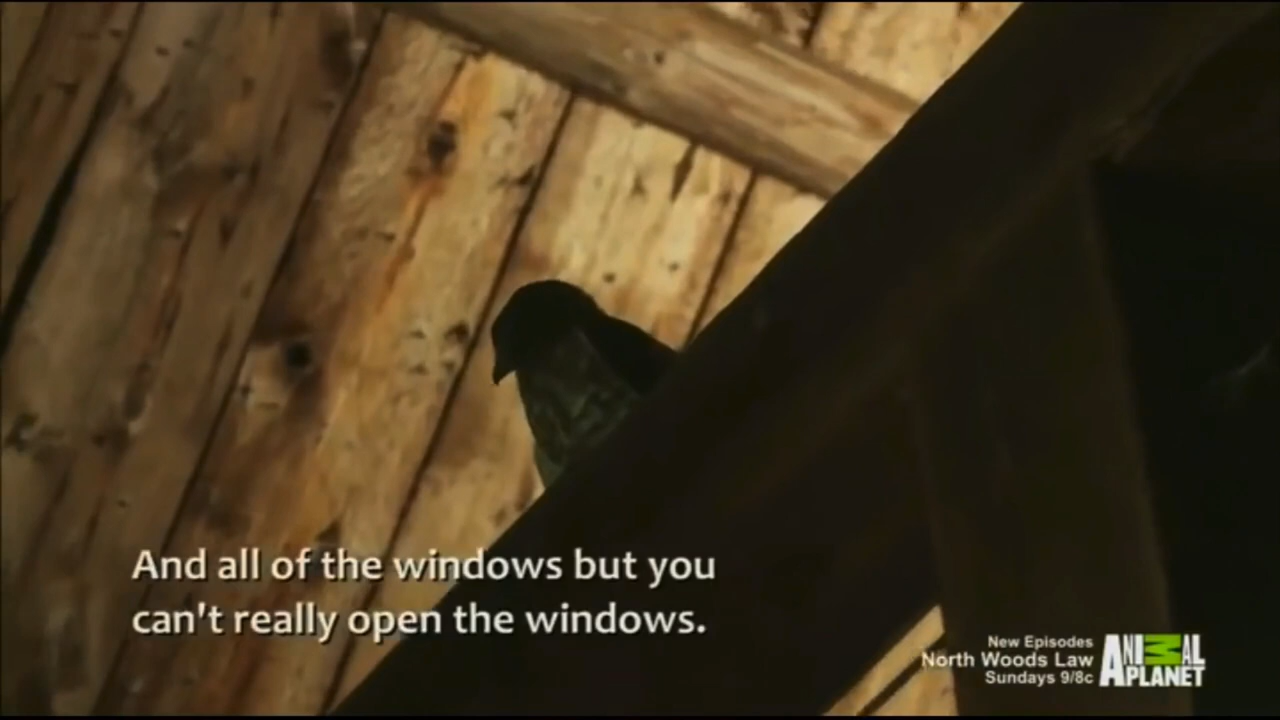 And all of the windows but you
can't really open the windows.
New Episodes
North Woods Law
Sundays 9/8c
ANIMAL
PLANET